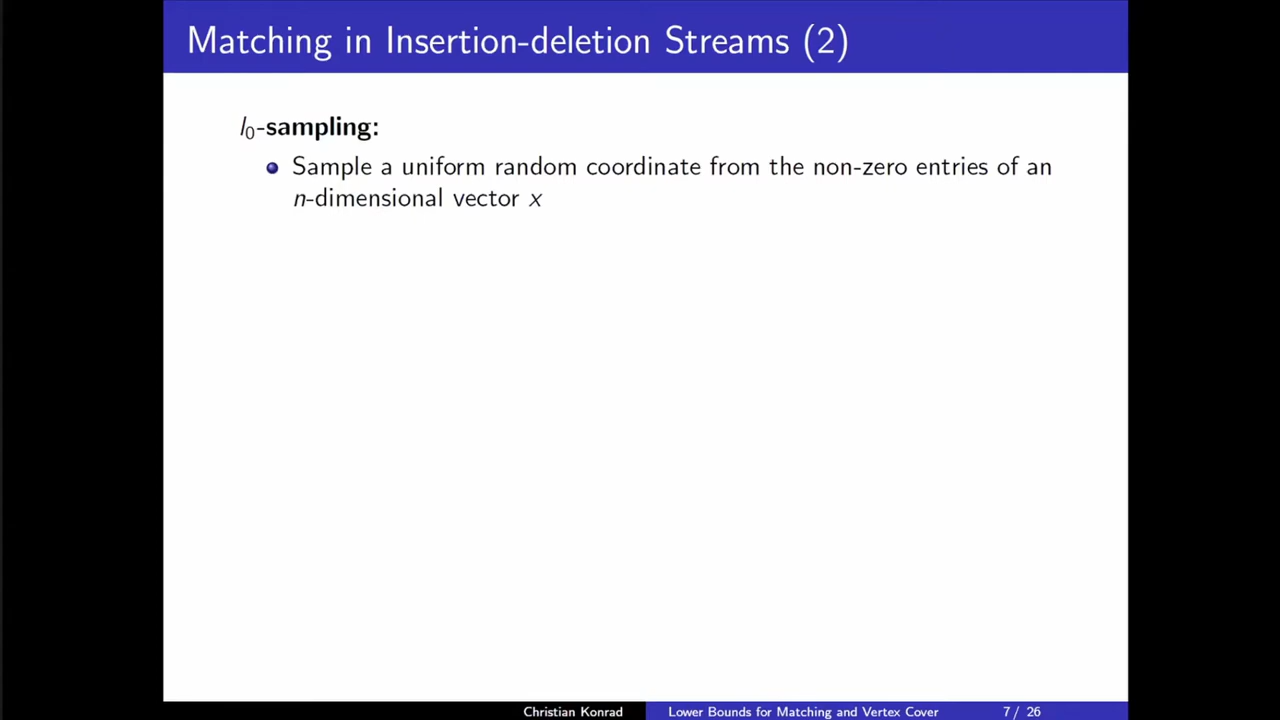 Matching in Insertion-deletion Streams (2)
l₀-sampling:
Sample a uniform random coordinate from the non-zero entries of an
n-dimensional vector x
Christian Konrad
Lower Bounds for Matching and Vertex Cover
7 / 26